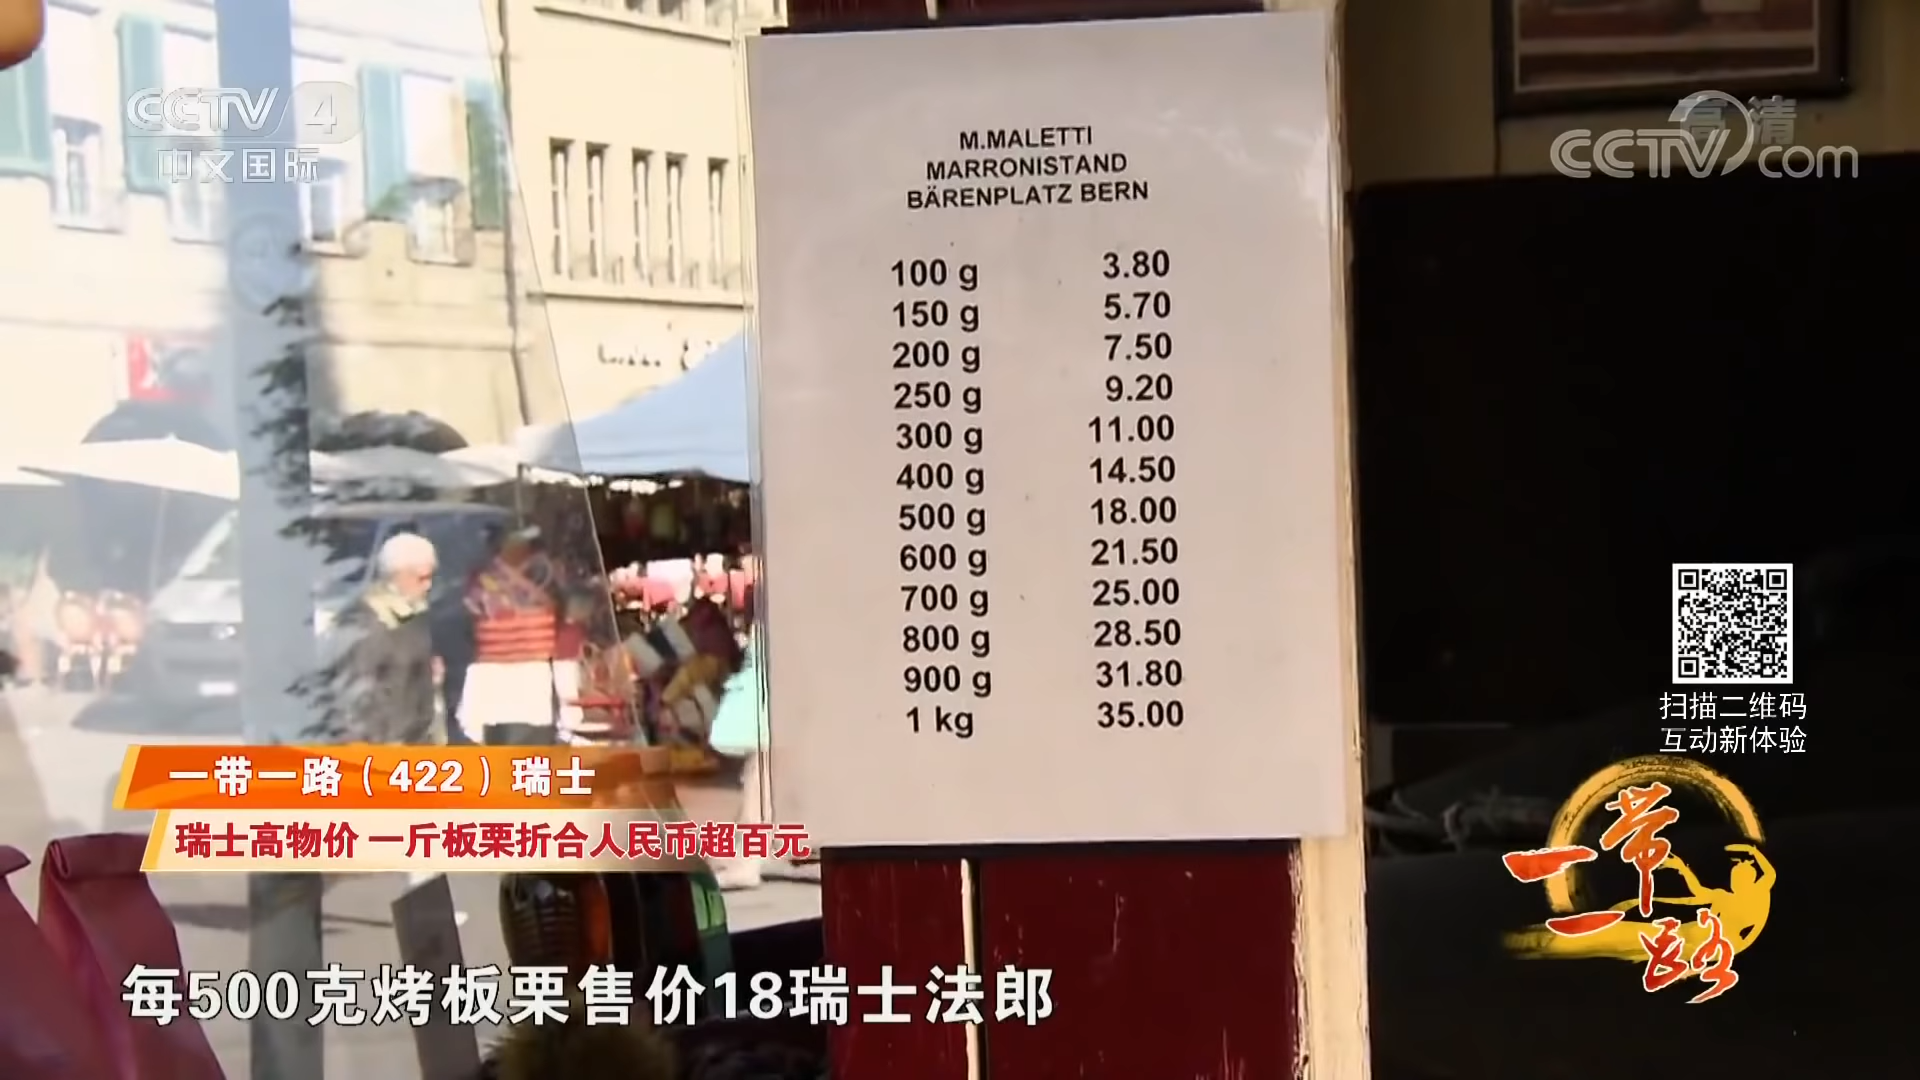 CCTV 4
中文国际
高清
CCTV.com
M.MALETTI
MARRONISTAND
BÄRENPLATZ BERN
100 g 3.80
150 g 5.70
200 g 7.50
250 g 9.20
300 g 11.00
400 g 14.50
500 g 18.00
600 g 21.50
700 g 25.00
800 g 28.50
900 g 31.80
1 kg 35.00
扫描二维码
互动新体验
一带一路（422）瑞士
瑞士高物价 一斤板栗折合人民币超百元
一带一路
每500克烤板栗售价18瑞士法郎